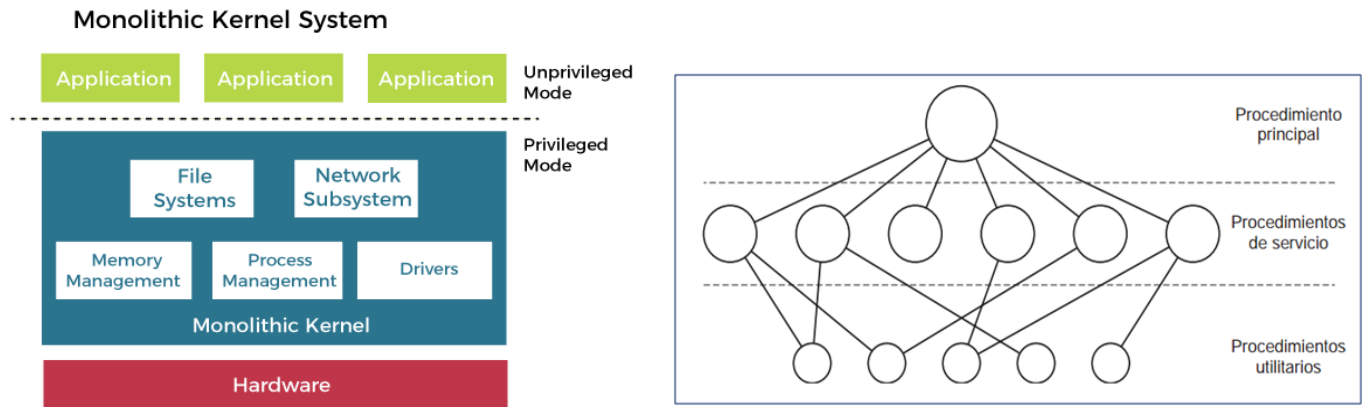 Monolithic Kernel System
Application
Application
Application
Unprivileged
Mode
Privileged
Mode
File
Systems
Network
Subsystem
Memory
Management
Process
Management
Drivers
Monolithic Kernel
Hardware
Procedimiento
principal
Procedimientos
de servicio
Procedimientos
utilitarios